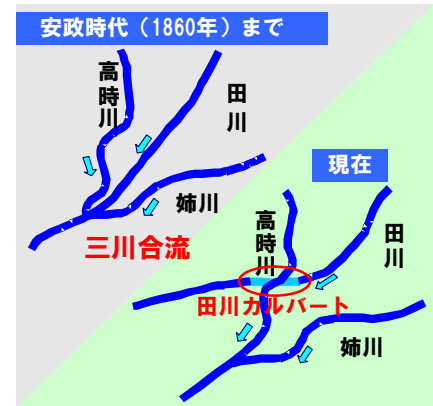 安政時代（1860年）まで
高時川
田川
姉川
三川合流
現在
高時川
田川
田川カルバート
姉川